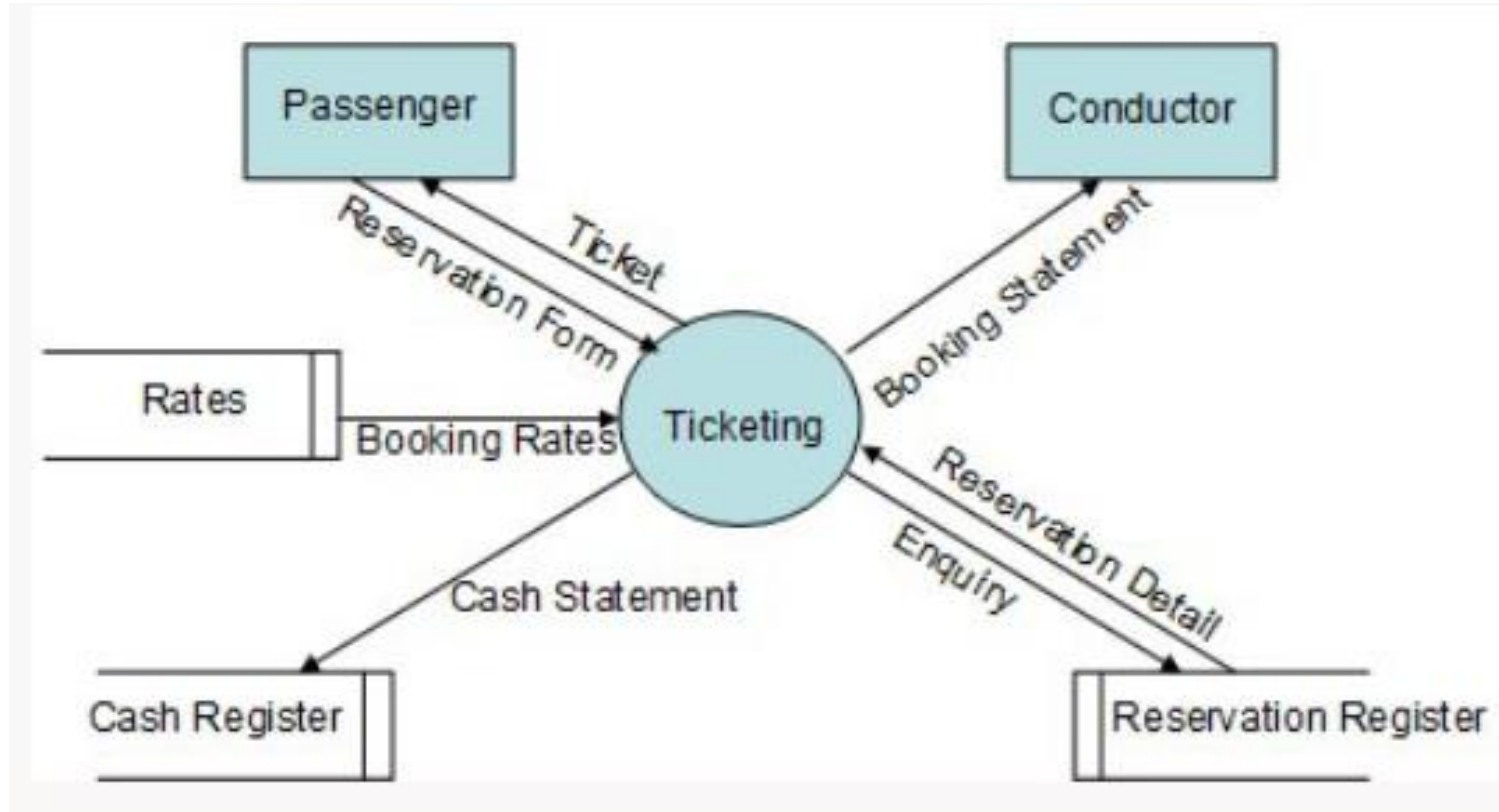 Passenger
Conductor
Ticket
Reservation Form
Booking Statement
Rates
Booking Rates
Ticketing
Reservation Detail
Enquiry
Cash Statement
Cash Register
Reservation Register